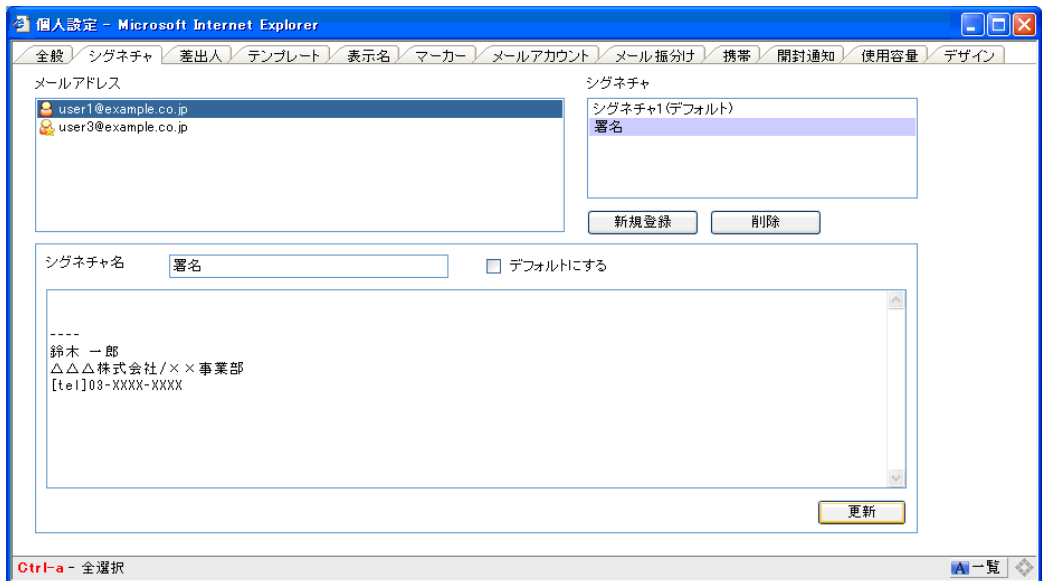 個人設定 - Microsoft Internet Explorer
全般 シグネチャ 差出人 テンプレート 表示名 マーカー メールアカウント メール振分け 携帯 開封通知 使用容量 デザイン
メールアドレス
user1@example.co.jp
user3@example.co.jp
シグネチャ
シグネチャ1(デフォルト)
署名
新規登録 削除
シグネチャ名 署名 デフォルトにする
----
鈴木 一郎
△△△株式会社/××事業部
[tel]03-XXXX-XXXX
更新
Ctrl-a - 全選択 A 一覧